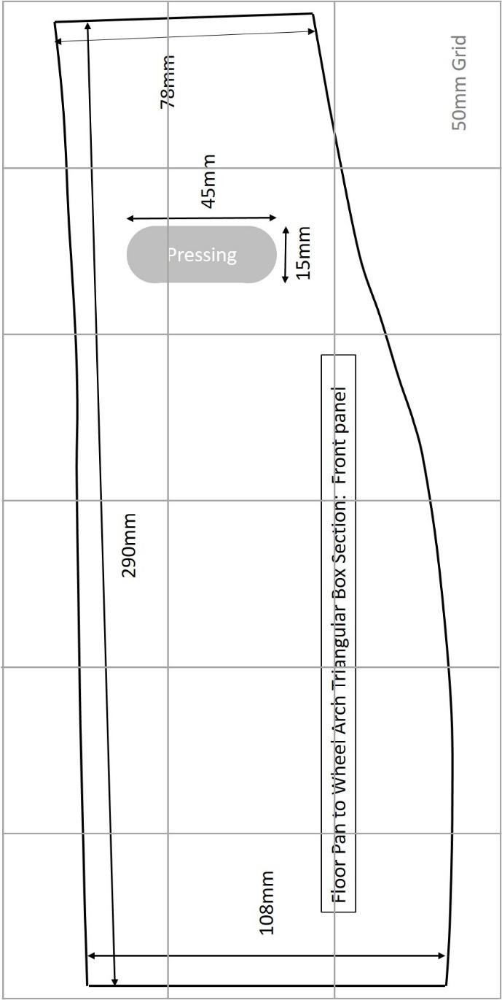 50mm Grid
78mm
45mm
Pressing
15mm
290mm
Floor Pan to Wheel Arch Triangular Box Section:  Front panel
108mm